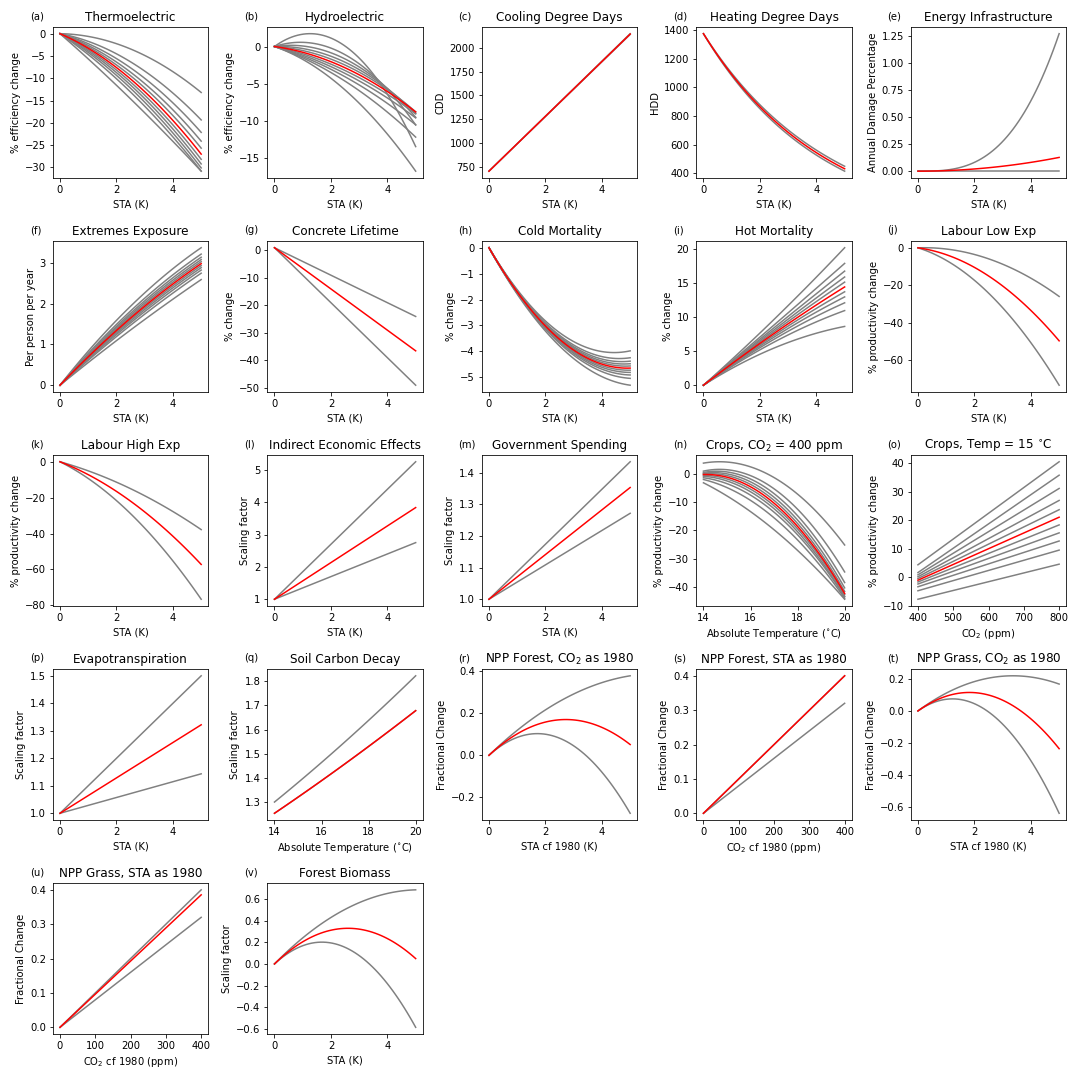 (a) Thermoelectric
0
−5
−10
−15
−20
−25
−30
% efficiency change
0 2 4
STA (K)
(b) Hydroelectric
0
−5
−10
−15
% efficiency change
0 2 4
STA (K)
(c) Cooling Degree Days
2000
1750
1500
1250
1000
750
CDD
0 2 4
STA (K)
(d) Heating Degree Days
1400
1200
1000
800
600
400
HDD
0 2 4
STA (K)
(e) Energy Infrastructure
1.25
1.00
0.75
0.50
0.25
0.00
Annual Damage Percentage
0 2 4
STA (K)
(f) Extremes Exposure
3
2
1
0
Per person per year
0 2 4
STA (K)
(g) Concrete Lifetime
0
−10
−20
−30
−40
−50
% change
0 2 4
STA (K)
(h) Cold Mortality
0
−1
−2
−3
−4
−5
% change
0 2 4
STA (K)
(i) Hot Mortality
20
15
10
5
0
% change
0 2 4
STA (K)
(j) Labour Low Exp
0
−20
−40
−60
% productivity change
0 2 4
STA (K)
(k) Labour High Exp
0
−20
−40
−60
−80
% productivity change
0 2 4
STA (K)
(l) Indirect Economic Effects
5
4
3
2
1
Scaling factor
0 2 4
STA (K)
(m) Government Spending
1.4
1.3
1.2
1.1
1.0
Scaling factor
0 2 4
STA (K)
(n) Crops, CO₂ = 400 ppm
0
−10
−20
−30
−40
% productivity change
14 16 18 20
Absolute Temperature (°C)
(o) Crops, Temp = 15 °C
40
30
20
10
0
−10
% productivity change
400 500 600 700 800
CO₂ (ppm)
(p) Evapotranspiration
1.5
1.4
1.3
1.2
1.1
1.0
Scaling factor
0 2 4
STA (K)
(q) Soil Carbon Decay
1.8
1.7
1.6
1.5
1.4
1.3
Scaling factor
14 16 18 20
Absolute Temperature (°C)
(r) NPP Forest, CO₂ as 1980
0.4
0.2
0.0
−0.2
Fractional Change
0 2 4
STA cf 1980 (K)
(s) NPP Forest, STA as 1980
0.4
0.3
0.2
0.1
0.0
Fractional Change
0 100 200 300 400
CO₂ cf 1980 (ppm)
(t) NPP Grass, CO₂ as 1980
0.2
0.0
−0.2
−0.4
−0.6
Fractional Change
0 2 4
STA cf 1980 (K)
(u) NPP Grass, STA as 1980
0.4
0.3
0.2
0.1
0.0
Fractional Change
0 100 200 300 400
CO₂ cf 1980 (ppm)
(v) Forest Biomass
0.6
0.4
0.2
0.0
−0.2
−0.4
−0.6
Scaling factor
0 2 4
STA (K)